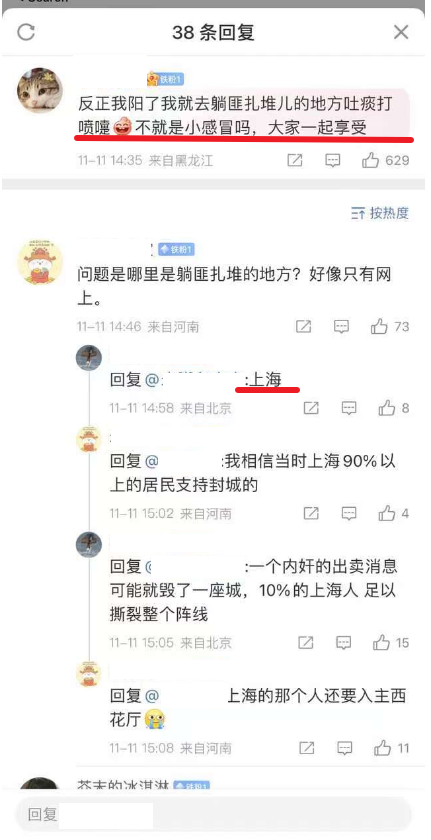 38 条回复
铁粉1
反正我阳了我就去躺匪扎堆儿的地方吐痰打
喷嚏 不就是小感冒吗，大家一起享受
11-11 14:35 来自黑龙江
629
按热度
铁粉1
问题是哪里是躺匪扎堆的地方？好像只有网
上。
11-11 14:46 来自河南
73
回复@ :上海
11-11 14:58 来自北京
8
回复@ :我相信当时上海90%以
上的居民支持封城的
11-11 15:02 来自河南
4
回复@ :一个内奸的出卖消息
可能就毁了一座城，10%的上海人 足以
撕裂整个阵线
11-11 15:05 来自北京
15
回复@ 上海的那个人还要入主西
花厅
11-11 15:08 来自河南
11
芥末的冰淇淋 铁粉1
回复